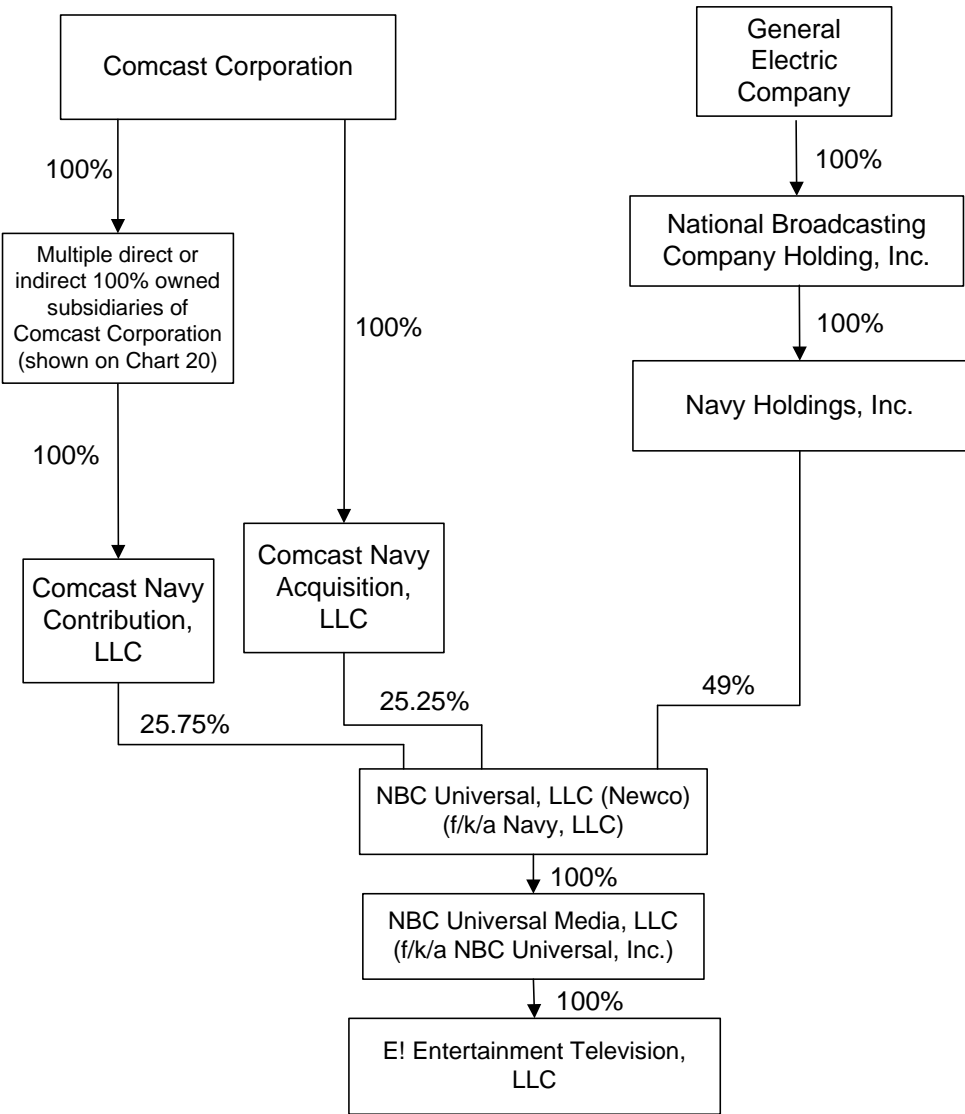 Comcast Corporation
General
Electric
Company
100%
100%
100%
National Broadcasting
Company Holding, Inc.
Multiple direct or
indirect 100% owned
subsidiaries of
Comcast Corporation
(shown on Chart 20)
100%
Navy Holdings, Inc.
100%
Comcast Navy
Contribution,
LLC
Comcast Navy
Acquisition,
LLC
25.75%
25.25%
49%
NBC Universal, LLC (Newco)
(f/k/a Navy, LLC)
100%
NBC Universal Media, LLC
(f/k/a NBC Universal, Inc.)
100%
E! Entertainment Television,
LLC